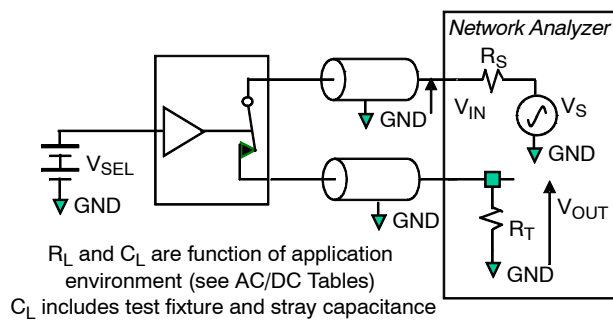 Network Analyzer
RS
GND
VIN
VS
GND
VSEL
GND
GND
RT
VOUT
GND
RL and CL are function of application
environment (see AC/DC Tables)
CL includes test fixture and stray capacitance